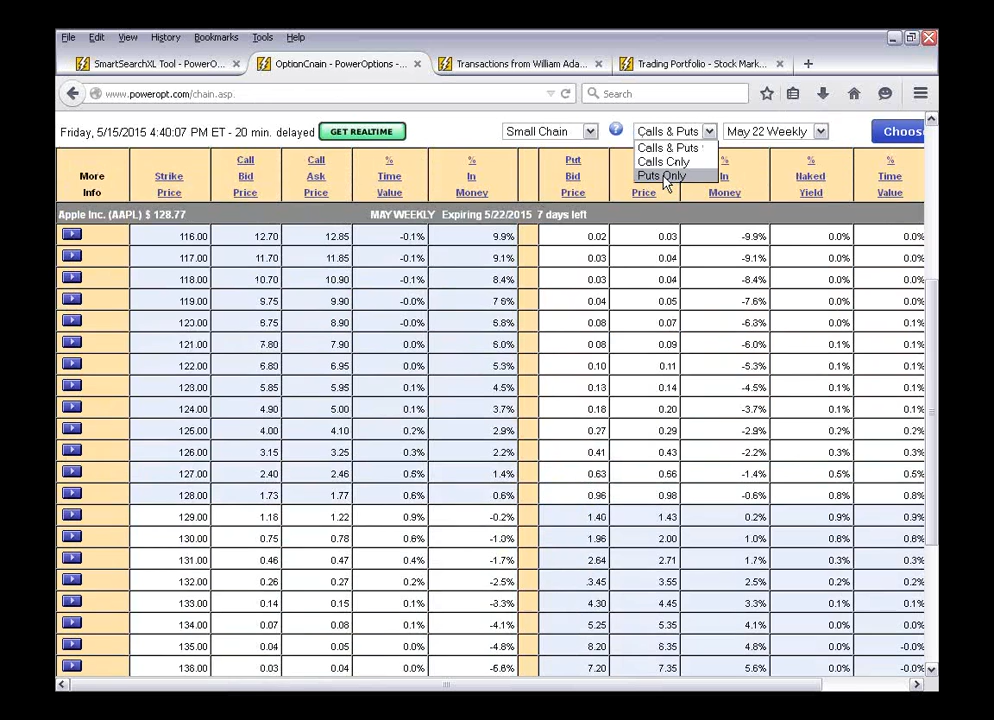 File Edit View History Bookmarks Tools Help
SmartSearchXL Tool - PowerO... × OptionChain - PowerOptions - ... × Transactions from William Ada... × Trading Portfolio - Stock Mark... × +
www.poweropt.com/chain.asp. Search
Friday, 5/15/2015 4:40:07 PM ET - 20 min. delayed GET REALTIME Small Chain ? Calls & Puts May 22 Weekly Choos
Calls & Puts
Calls Only
Puts Only
Call Call % % Put % % %
More Strike Bid Ask Time In Bid In Naked Time
Info Price Price Price Value Money Price Price Money Yield Value
Apple Inc. (AAPL) $ 128.77 MAY WEEKLY Expiring 5/22/2015 7 days left
116.00 12.70 12.85 -0.1% 9.9% 0.02 0.03 -9.9% 0.0% 0.0%
117.00 11.70 11.85 -0.1% 9.1% 0.03 0.04 -9.1% 0.0% 0.0%
118.00 10.70 10.90 -0.1% 8.4% 0.03 0.04 -8.4% 0.0% 0.0%
119.00 9.75 9.90 -0.0% 7.6% 0.04 0.05 -7.6% 0.0% 0.0%
120.00 8.90 -0.0% 0.07 0.0% 0.1%
121.00 7.80 7.90 0.0% 0.08 0.09 -6.0% 0.1% 0.1%
122.00 6.80 6.95 0.0% 5.3% 0.10 0.11 -5.3% 0.1% 0.1%
123.00 5.85 5.95 0.1% 4.5% 0.13 0.14 -4.5% 0.1% 0.1%
124.00 4.90 5.00 0.1% 3.7% 0.18 0.20 -3.7% 0.1% 0.1%
125.00 4.00 4.10 0.2% 2.9% 0.27 0.29 -2.9% 0.2% 0.2%
126.00 3.15 3.25 0.3% 2.2% 0.41 0.43 -2.2% 0.3% 0.3%
127.00 2.40 2.46 1.4% 0.63 0.66 -1.4% 0.5% 0.5%
128.00 1.73 1.77 0.6% 0.6% 0.96 0.98 -0.6% 0.8% 0.8%
129.00 1.18 1.22 0.9% -0.2% 1.40 1.43 0.2% 0.9% 0.9%
130.00 0.75 0.78 0.6% -1.0% 1.96 2.00 1.0% 0.6% 0.6%
131.00 0.46 0.47 0.4% -1.7% 2.64 2.71 1.7% 0.3% 0.3%
132.00 0.26 0.27 0.2% -2.5% 3.45 3.55 2.5% 0.2% 0.2%
133.00 0.14 0.15 0.1% -3.3% 4.30 4.45 3.3% 0.1% 0.1%
134.00 0.07 0.08 0.1% -4.1% 5.25 5.35 4.1% 0.0% 0.0%
135.00 0.04 0.05 0.0% -4.8% 4.8% 0.0% -0.0%
136.00 0.03 0.04 0.0% 7.20 7.35 5.6% 0.0% -0.0%